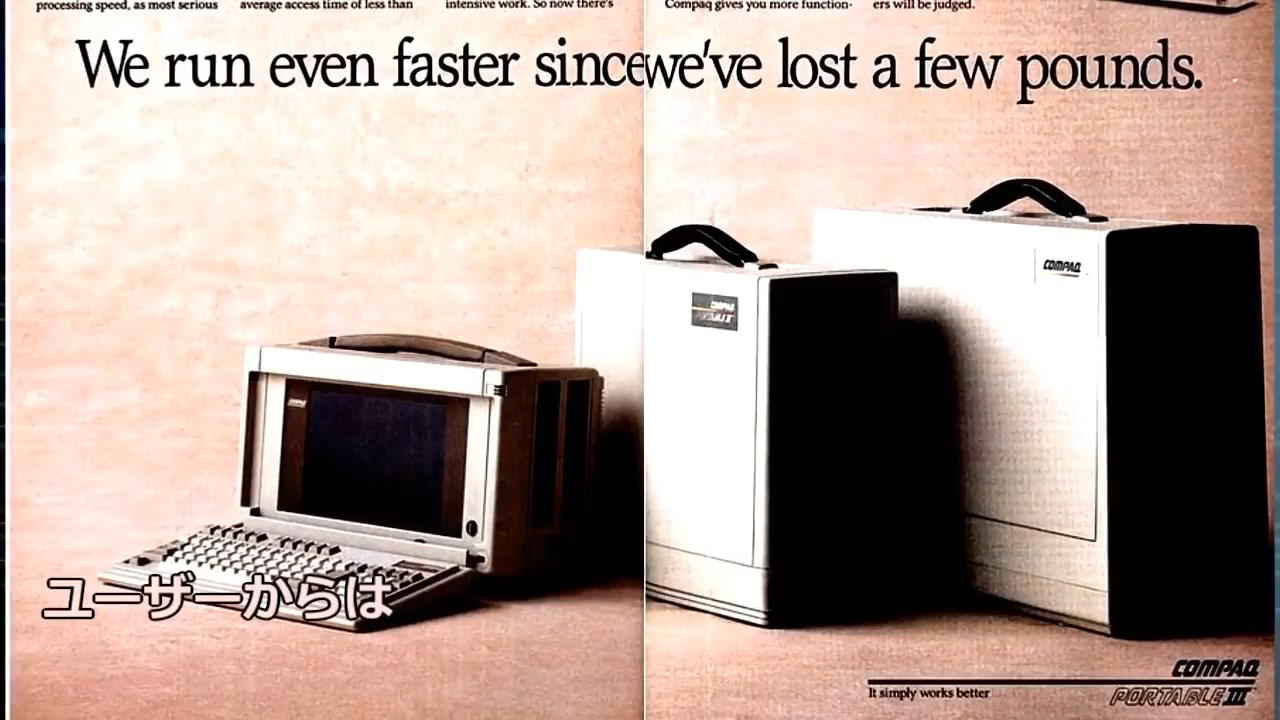 processing speed, as most serious
average access time of less than
intensive work. So now there's
Compaq gives you more function-
ers will be judged.
We run even faster since we've lost a few pounds.
COMPAQ
ユーザーからは
COMPAQ
It simply works better
PORTABLE III